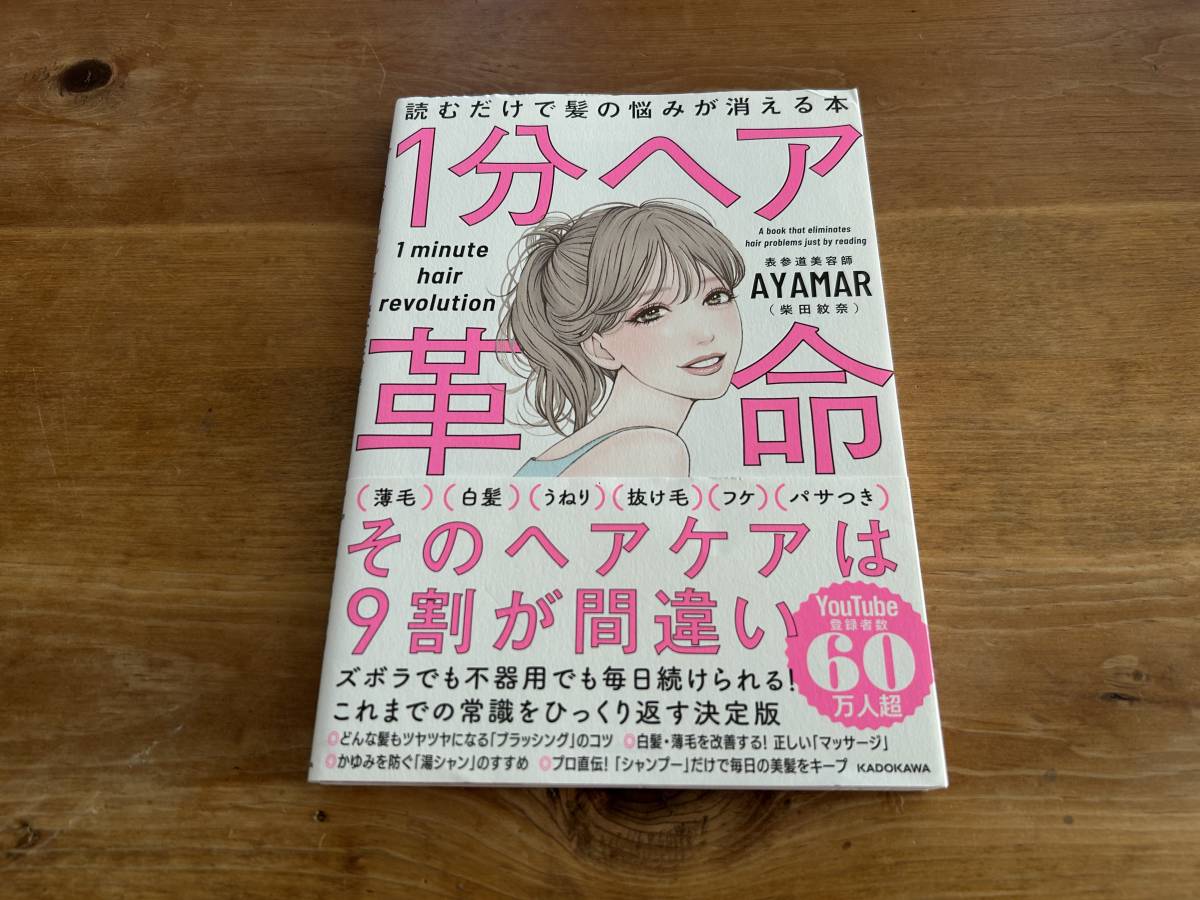 読むだけで髪の悩みが消える本
1分ヘア
1 minute
hair
revolution
A book that eliminates
hair problems just by reading
表参道美容師
AYAMAR
(柴田紋奈)
革命
(薄毛)(白髪)(うねり)(抜け毛)(フケ)(パサつき)
そのヘアケアは
9割が間違い
YouTube
登録者数
60
万人超
ズボラでも不器用でも毎日続けられる!
これまでの常識をひっくり返す決定版
◎どんな髪もツヤツヤになる「ブラッシング」のコツ ◎白髪・薄毛を改善する! 正しい「マッサージ」
◎かゆみを防ぐ「湯シャン」のすすめ ◎プロ直伝!「シャンプー」だけで毎日の美髪をキープ
KADOKAWA